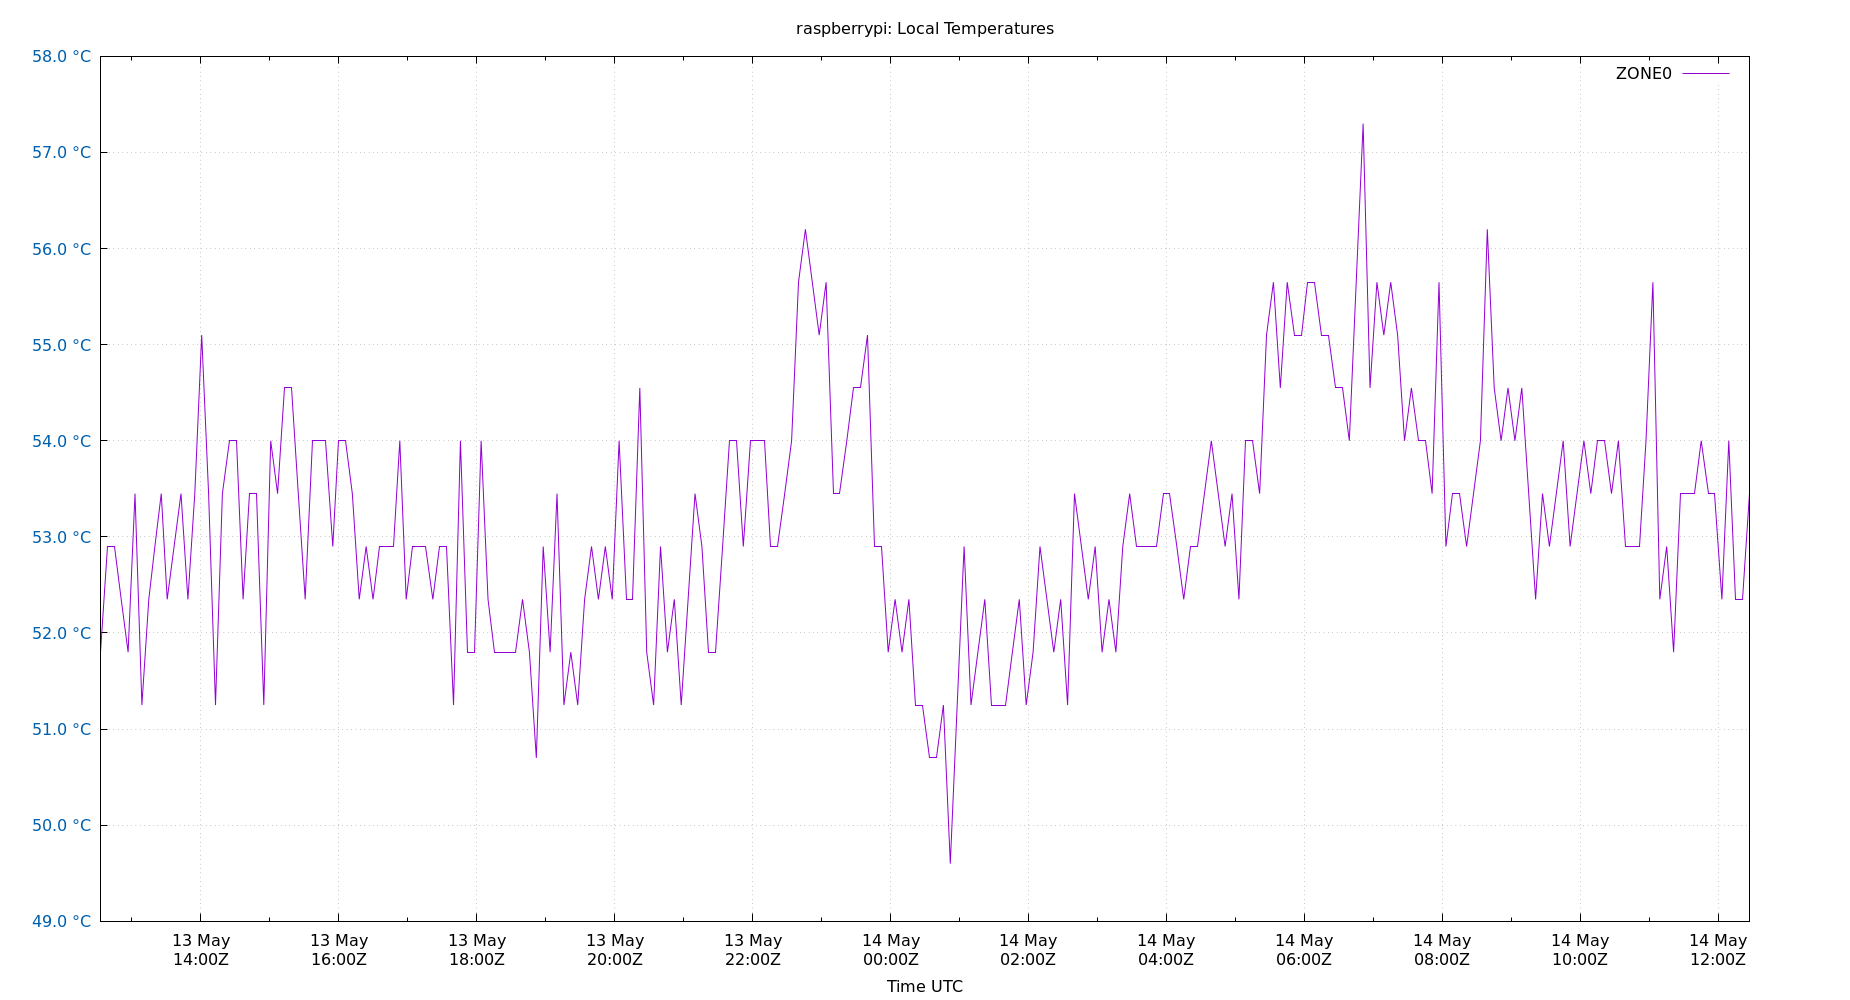 raspberrypi: Local Temperatures
58.0 °C
57.0 °C
56.0 °C
55.0 °C
54.0 °C
53.0 °C
52.0 °C
51.0 °C
50.0 °C
49.0 °C
ZONE0
13 May
14:00Z
13 May
16:00Z
13 May
18:00Z
13 May
20:00Z
13 May
22:00Z
14 May
00:00Z
14 May
02:00Z
14 May
04:00Z
14 May
06:00Z
14 May
08:00Z
14 May
10:00Z
14 May
12:00Z
Time UTC